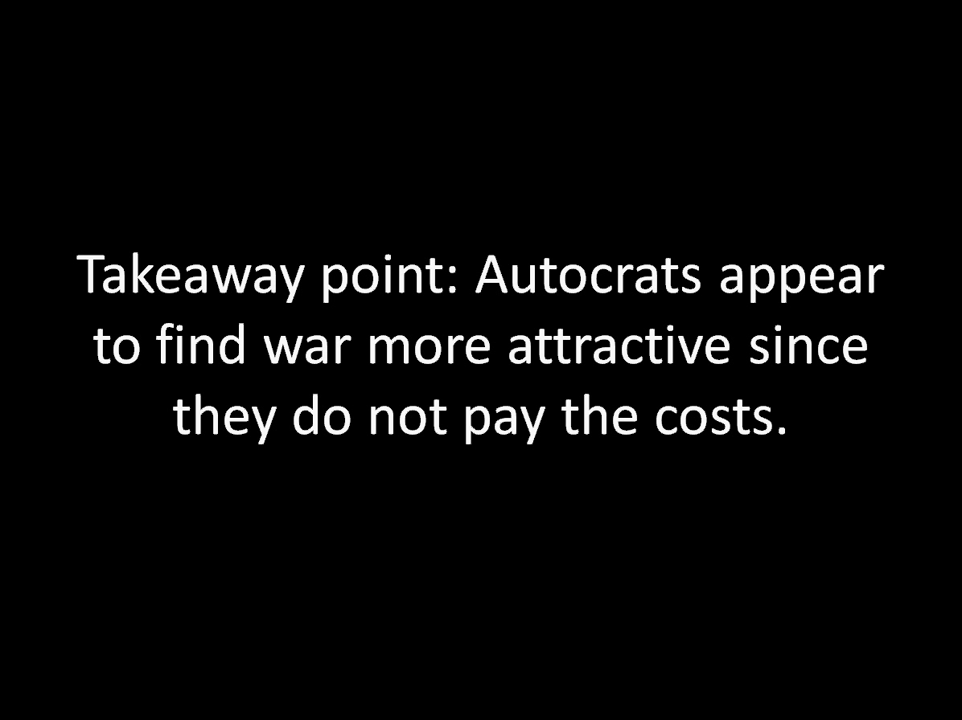 Takeaway point: Autocrats appear
to find war more attractive since
they do not pay the costs.